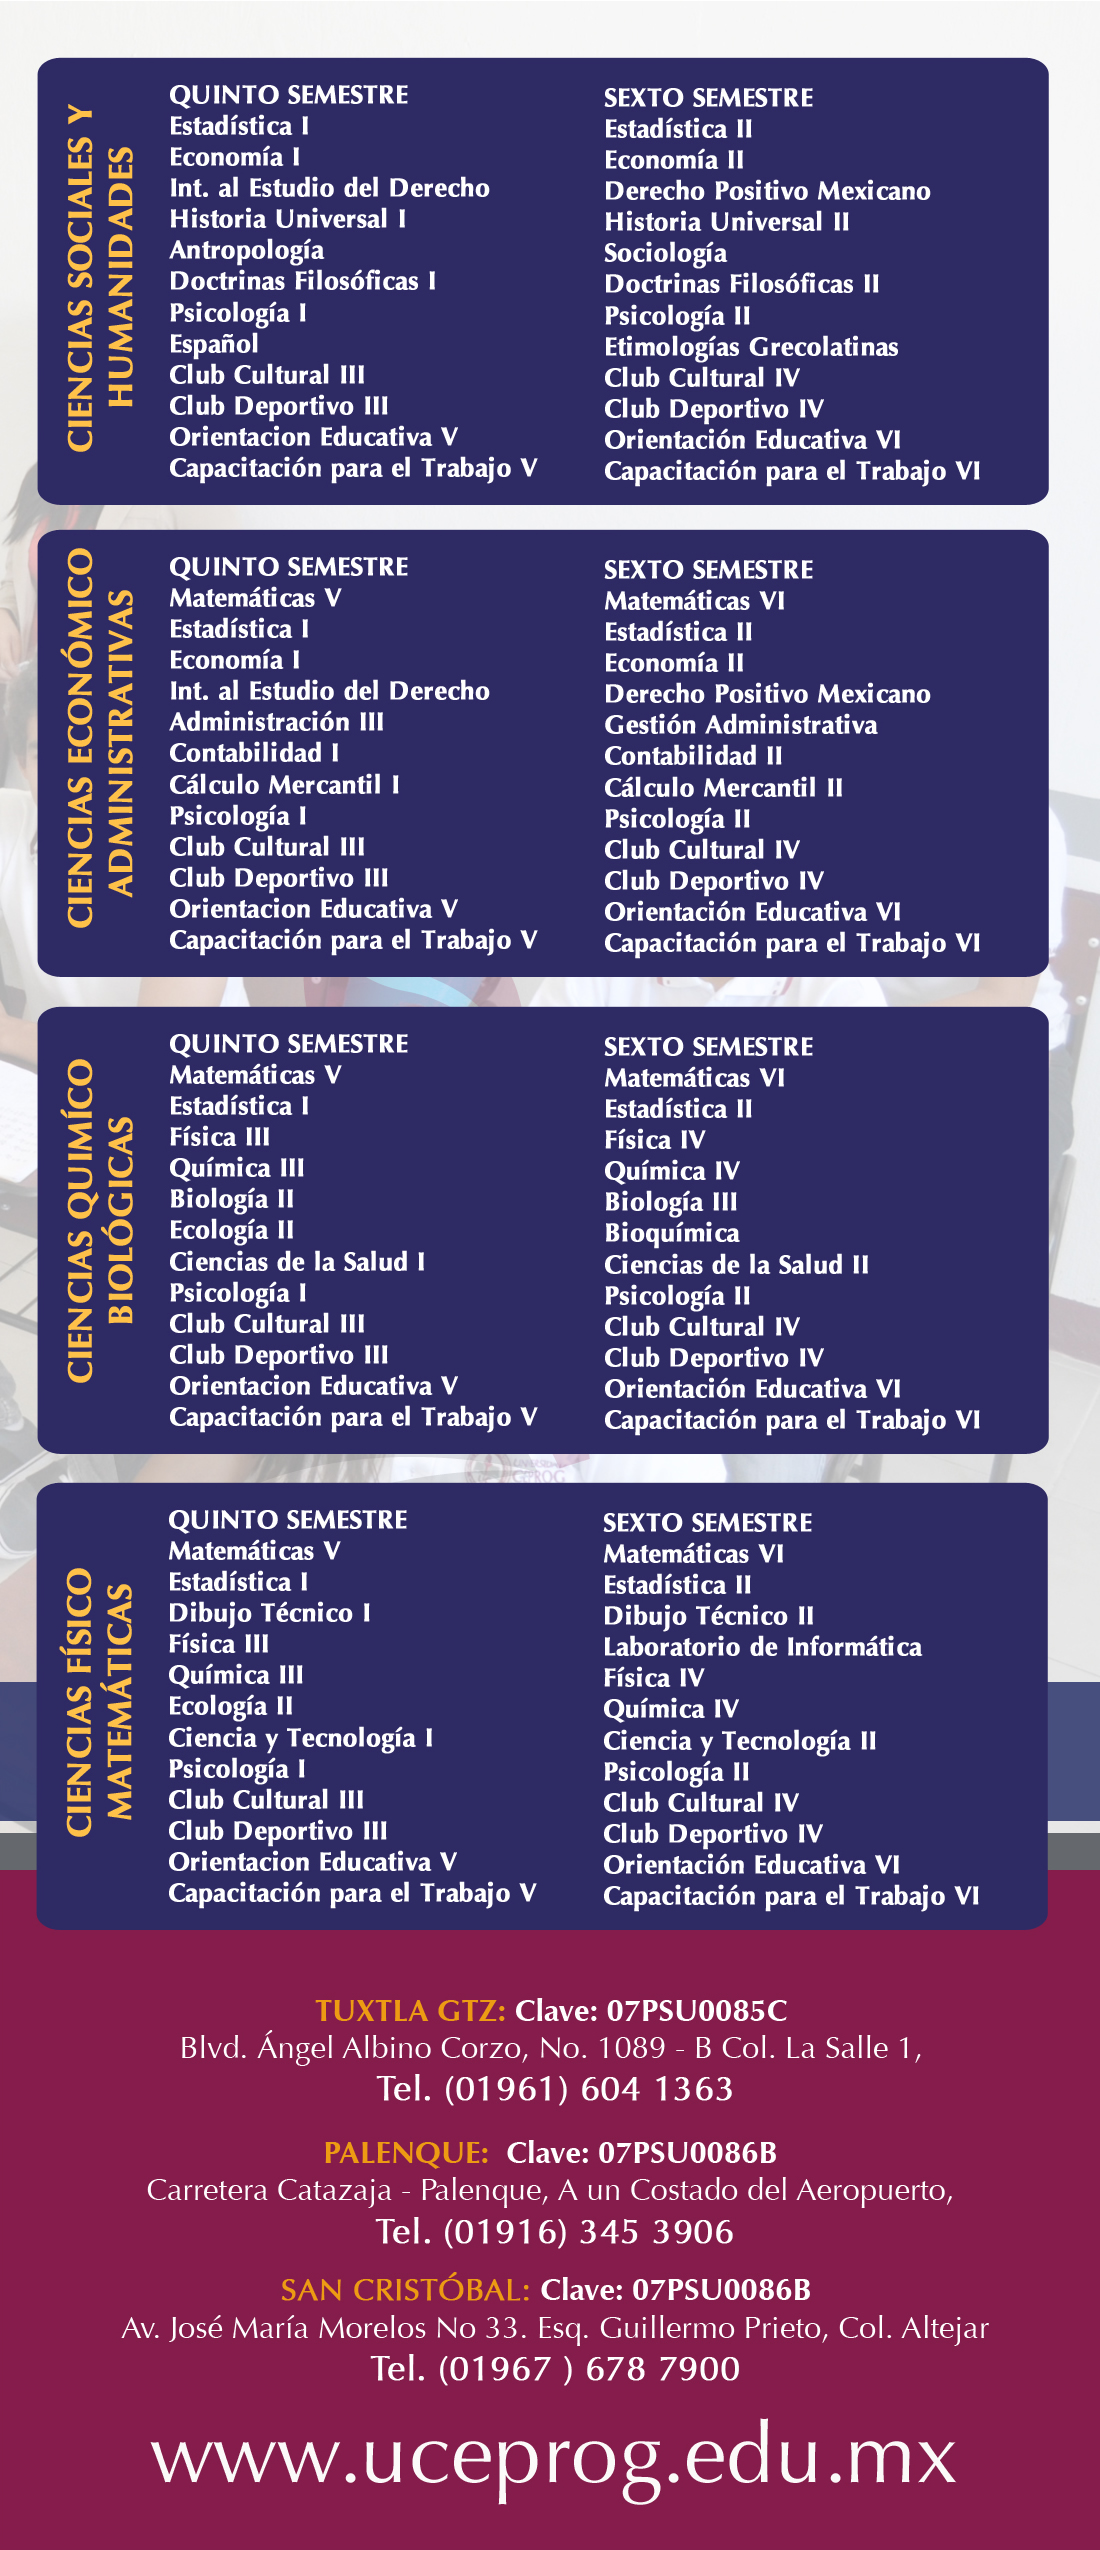 CIENCIAS SOCIALES Y
HUMANIDADES
QUINTO SEMESTRE
Estadística I
Economía I
Int. al Estudio del Derecho
Historia Universal I
Antropología
Doctrinas Filosóficas I
Psicología I
Español
Club Cultural III
Club Deportivo III
Orientacion Educativa V
Capacitación para el Trabajo V
SEXTO SEMESTRE
Estadística II
Economía II
Derecho Positivo Mexicano
Historia Universal II
Sociología
Doctrinas Filosóficas II
Psicología II
Etimologías Grecolatinas
Club Cultural IV
Club Deportivo IV
Orientación Educativa VI
Capacitación para el Trabajo VI
CIENCIAS ECONÓMICO
ADMINISTRATIVAS
QUINTO SEMESTRE
Matemáticas V
Estadística I
Economía I
Int. al Estudio del Derecho
Administración III
Contabilidad I
Cálculo Mercantil I
Psicología I
Club Cultural III
Club Deportivo III
Orientacion Educativa V
Capacitación para el Trabajo V
SEXTO SEMESTRE
Matemáticas VI
Estadística II
Economía II
Derecho Positivo Mexicano
Gestión Administrativa
Contabilidad II
Cálculo Mercantil II
Psicología II
Club Cultural IV
Club Deportivo IV
Orientación Educativa VI
Capacitación para el Trabajo VI
CIENCIAS QUIMÍCO
BIOLÓGICAS
QUINTO SEMESTRE
Matemáticas V
Estadística I
Física III
Química III
Biología II
Ecología II
Ciencias de la Salud I
Psicología I
Club Cultural III
Club Deportivo III
Orientacion Educativa V
Capacitación para el Trabajo V
SEXTO SEMESTRE
Matemáticas VI
Estadística II
Física IV
Química IV
Biología III
Bioquímica
Ciencias de la Salud II
Psicología II
Club Cultural IV
Club Deportivo IV
Orientación Educativa VI
Capacitación para el Trabajo VI
CIENCIAS FÍSICO
MATEMÁTICAS
QUINTO SEMESTRE
Matemáticas V
Estadística I
Dibujo Técnico I
Física III
Química III
Ecología II
Ciencia y Tecnología I
Psicología I
Club Cultural III
Club Deportivo III
Orientacion Educativa V
Capacitación para el Trabajo V
SEXTO SEMESTRE
Matemáticas VI
Estadística II
Dibujo Técnico II
Laboratorio de Informática
Física IV
Química IV
Ciencia y Tecnología II
Psicología II
Club Cultural IV
Club Deportivo IV
Orientación Educativa VI
Capacitación para el Trabajo VI
TUXTLA GTZ: Clave: 07PSU0085C
Blvd. Ángel Albino Corzo, No. 1089 - B Col. La Salle 1,
Tel. (01961) 604 1363
PALENQUE: Clave: 07PSU0086B
Carretera Catazaja - Palenque, A un Costado del Aeropuerto,
Tel. (01916) 345 3906
SAN CRISTÓBAL: Clave: 07PSU0086B
Av. José María Morelos No 33. Esq. Guillermo Prieto, Col. Altejar
Tel. (01967 ) 678 7900
www.uceprog.edu.mx